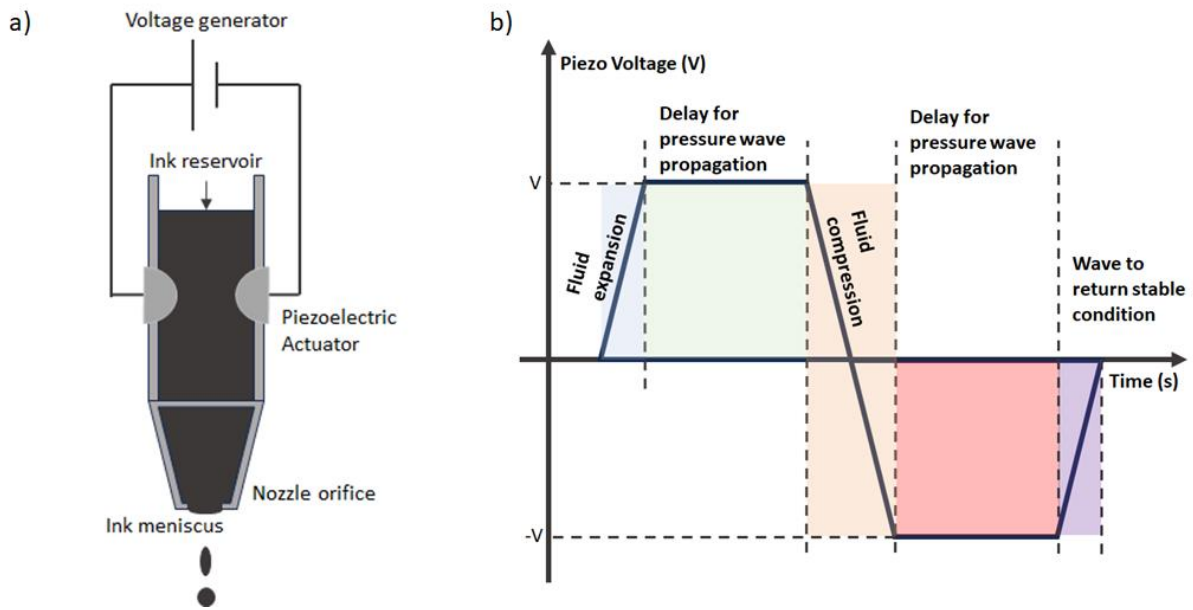 a)
Voltage generator
Ink reservoir
Piezoelectric
Actuator
Nozzle orifice
Ink meniscus
b)
Piezo Voltage (V)
Delay for
pressure wave
propagation
Delay for
pressure wave
propagation
V
Fluid
expansion
Fluid
compression
Wave to
return stable
condition
Time (s)
-V